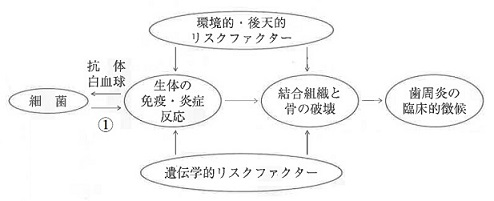 環境的・後天的
リスクファクター
抗体
白血球
細菌
①
生体の
免疫・炎症
反応
結合組織と
骨の破壊
歯周炎の
臨床的徴候
遺伝学的リスクファクター